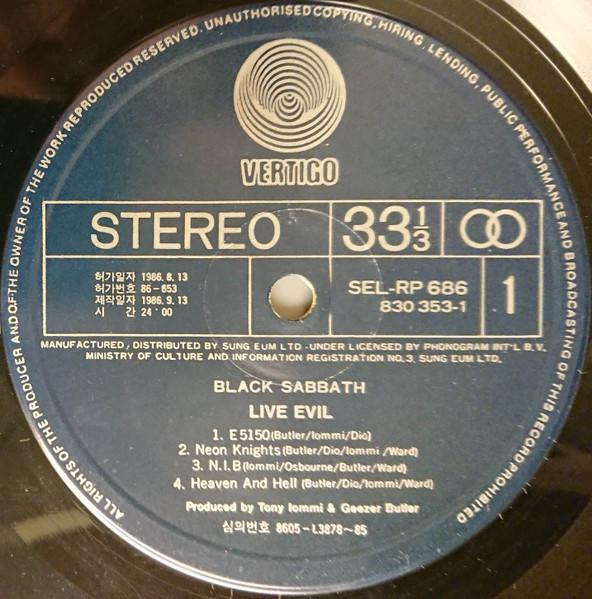 ALL RIGHTS OF THE PRODUCER AND OF THE OWNER OF THE WORK REPRODUCED RESERVED. UNAUTHORISED COPYING, HIRING, LENDING, PUBLIC PERFORMANCE AND BROADCASTING OF THIS RECORD PROHIBITED
VERTIGO
STEREO 33 1/3
허가일자 1986. 8. 13
허가번호 86-653
제작일자 1986. 9. 13
시 간 24 00
SEL-RP 686
830 353-1
1
MANUFACTURED, DISTRIBUTED BY SUNG EUM LTD · UNDER LICENSED BY PHONOGRAM INT'L B.V.
MINISTRY OF CULTURE AND INFORMATION REGISTRATION NO.3. SUNG EUM LTD.
BLACK SABBATH
LIVE EVIL
1. E5150 (Butler/Iommi/Dio)
2. Neon Knights (Butler/Dio/Iommi /Ward)
3. N.I.B (Iommi/Osbourne/Butler/Ward)
4. Heaven And Hell (Butler/Dio/Iommi/Ward)
Produced by Tony Iommi & Geezer Butler
심의번호 8605-L3878~85